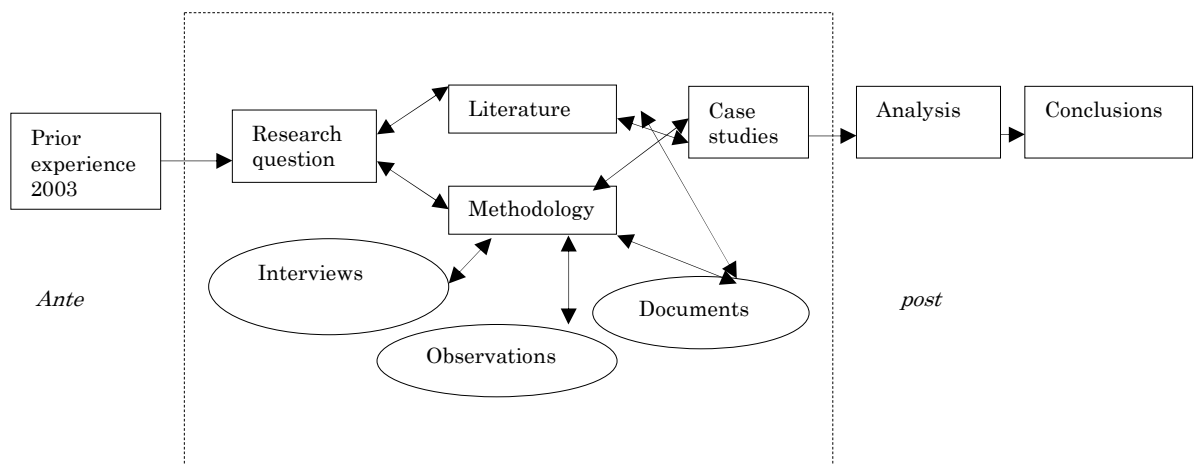 Prior
experience
2003
Research
question
Literature
Methodology
Case
studies
Analysis
Conclusions
Interviews
Observations
Documents
Ante
post